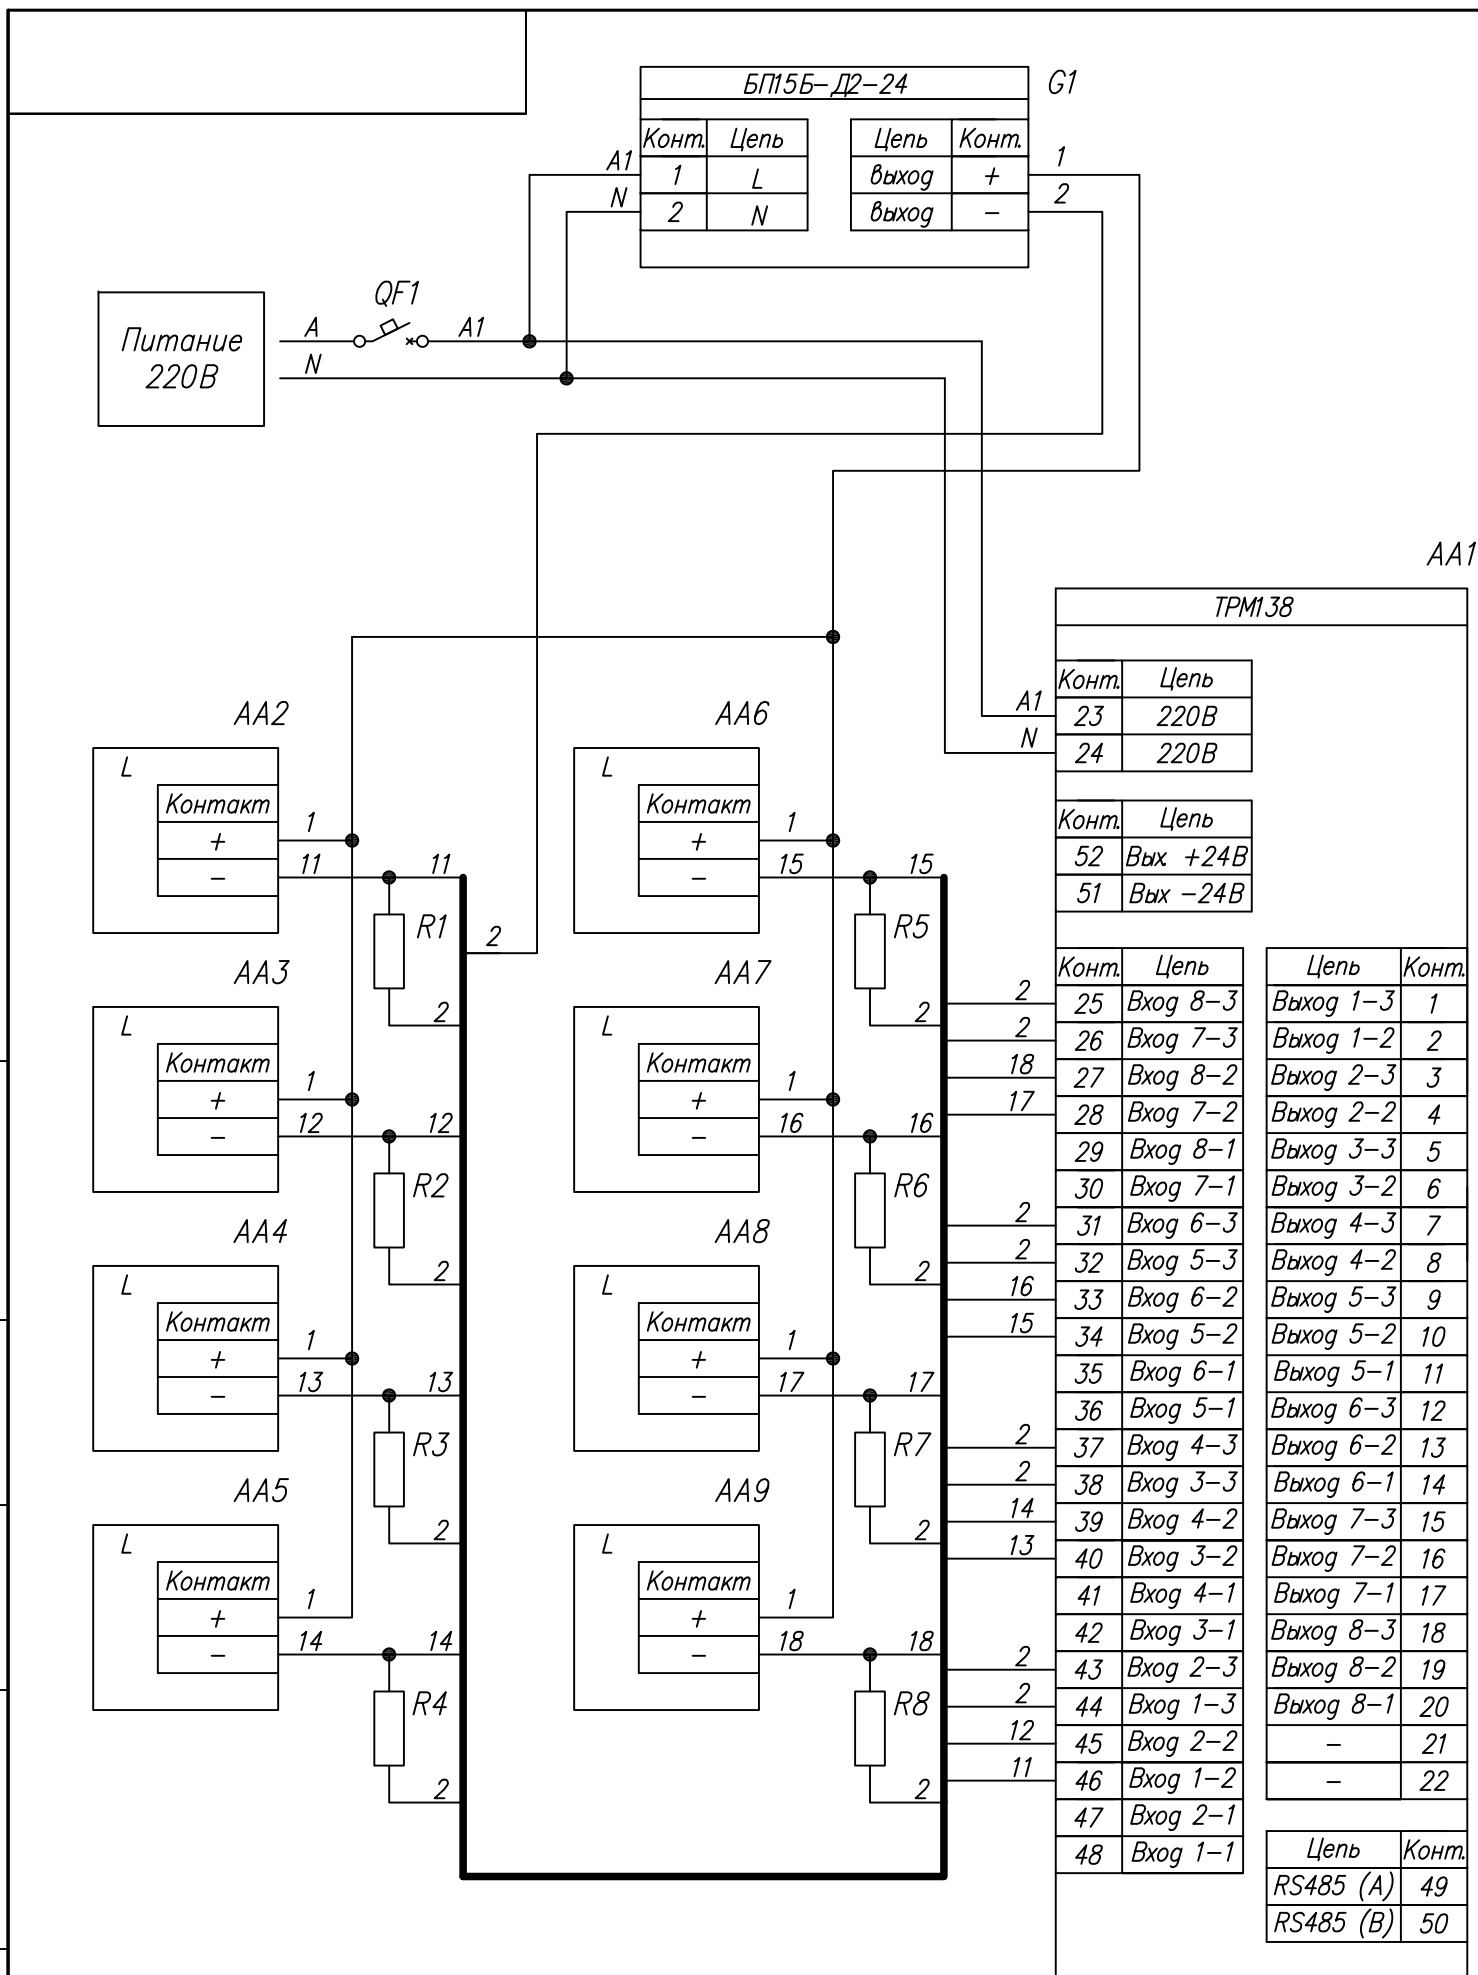 БП15Б-Д2-24 G1
Конт. Цепь Цепь Конт.
A1 1 L выход + 1
N 2 N выход - 2
QF1
Питание 220В
A A1
N
AA1
ТРМ138
Конт. Цепь
A1 23 220В
N 24 220В
Конт. Цепь
52 Вых. +24В
51 Вых -24В
AA2
L
Контакт
+ 1
- 11 11
R1
2
2
AA3
L
Контакт
+ 1
- 12 12
R2
2
AA4
L
Контакт
+ 1
- 13 13
R3
2
AA5
L
Контакт
+ 1
- 14 14
R4
2
AA6
L
Контакт
+ 1
- 15 15
R5
2
AA7
L
Контакт
+ 1
- 16 16
R6
2
AA8
L
Контакт
+ 1
- 17 17
R7
2
AA9
L
Контакт
+ 1
- 18 18
R8
2
Конт. Цепь Цепь Конт.
2 25 Вход 8-3 Выход 1-3 1
2 26 Вход 7-3 Выход 1-2 2
18 27 Вход 8-2 Выход 2-3 3
17 28 Вход 7-2 Выход 2-2 4
29 Вход 8-1 Выход 3-3 5
30 Вход 7-1 Выход 3-2 6
2 31 Вход 6-3 Выход 4-3 7
2 32 Вход 5-3 Выход 4-2 8
16 33 Вход 6-2 Выход 5-3 9
15 34 Вход 5-2 Выход 5-2 10
35 Вход 6-1 Выход 5-1 11
36 Вход 5-1 Выход 6-3 12
2 37 Вход 4-3 Выход 6-2 13
2 38 Вход 3-3 Выход 6-1 14
14 39 Вход 4-2 Выход 7-3 15
13 40 Вход 3-2 Выход 7-2 16
41 Вход 4-1 Выход 7-1 17
42 Вход 3-1 Выход 8-3 18
2 43 Вход 2-3 Выход 8-2 19
2 44 Вход 1-3 Выход 8-1 20
12 45 Вход 2-2 - 21
11 46 Вход 1-2 - 22
47 Вход 2-1
48 Вход 1-1
Цепь Конт.
RS485 (A) 49
RS485 (B) 50